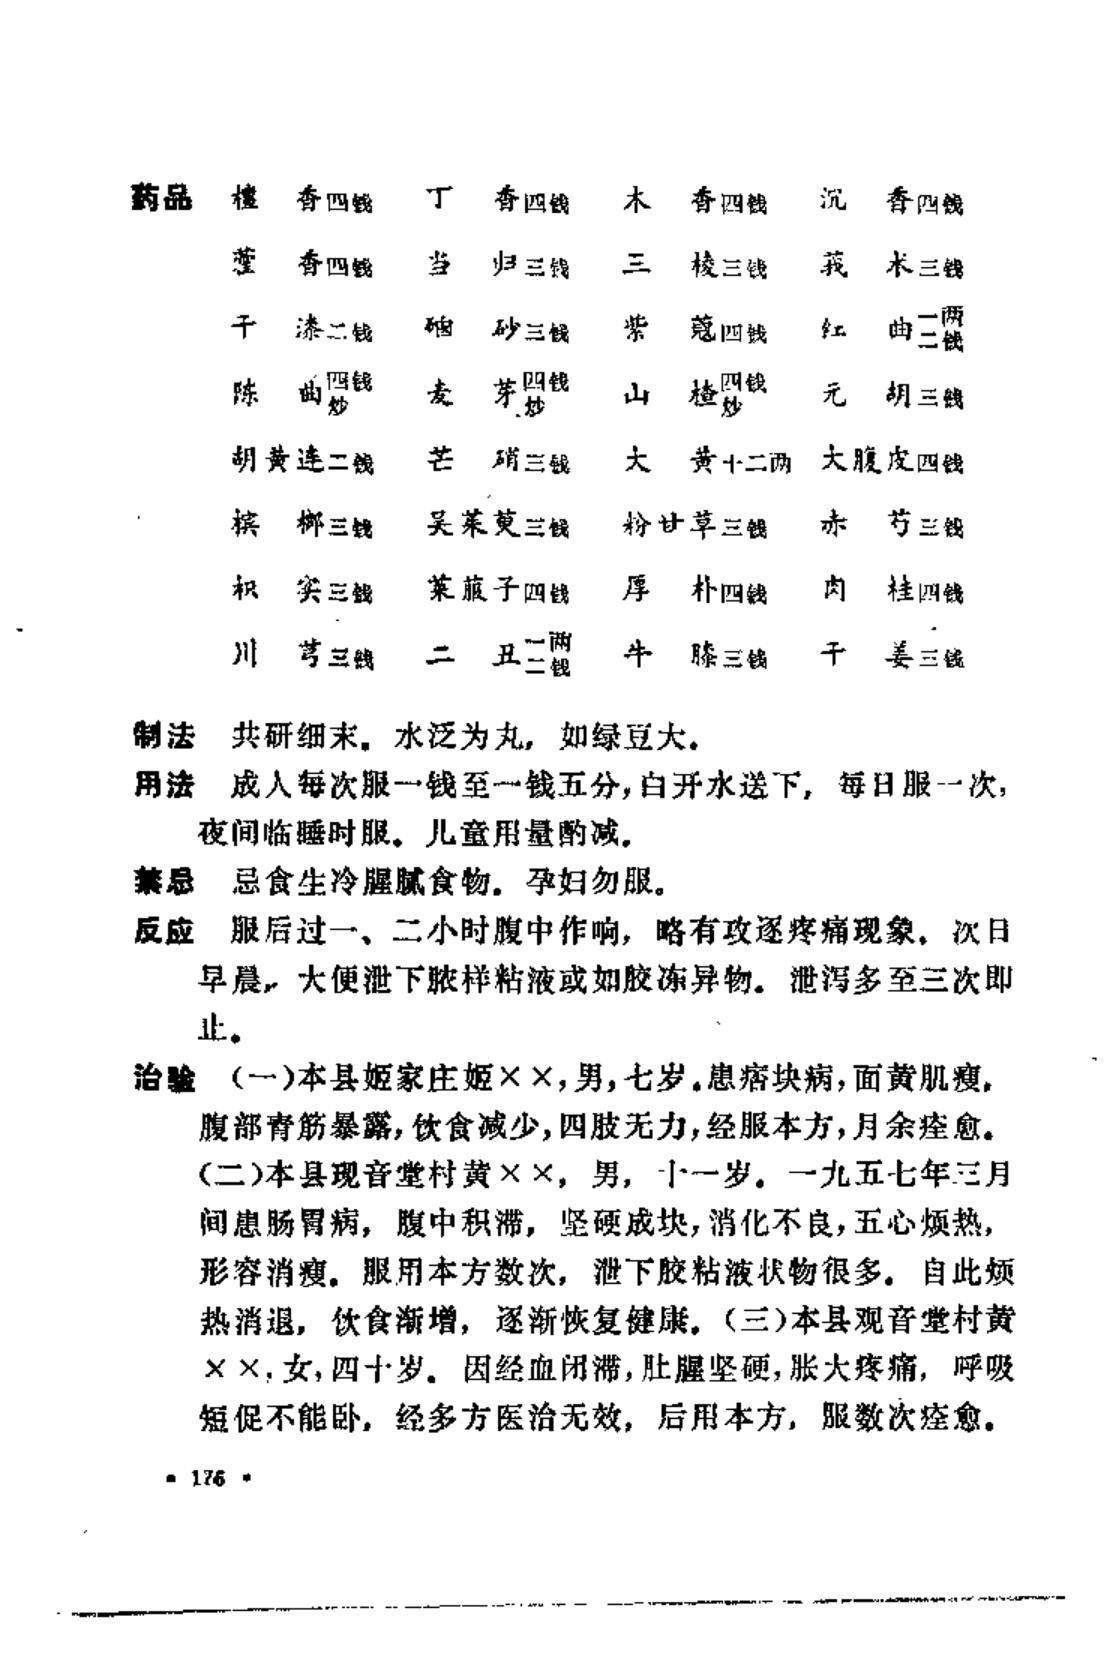 药品 檀香四钱 丁香四钱 木香四钱 沉香四钱
藿香四钱 当归三钱 三棱三钱 莪术三钱
干漆二钱 硇砂三钱 紫蔻四钱 红曲一两二钱
陈曲四钱炒 麦芽四钱炒 山楂四钱炒 元胡三钱
胡黄连二钱 芒硝三钱 大黄十二两 大腹皮四钱
槟榔三钱 吴茱萸三钱 粉甘草三钱 赤芍三钱
枳实三钱 莱菔子四钱 厚朴四钱 肉桂四钱
川芎三钱 二丑一两二钱 牛膝三钱 干姜三钱
制法 共研细末。水泛为丸，如绿豆大。
用法 成人每次服一钱至一钱五分，白开水送下，每日服一次，
夜间临睡时服。儿童用量酌减。
禁忌 忌食生冷腥腻食物。孕妇勿服。
反应 服后过一、二小时腹中作响，略有攻逐疼痛现象。次日
早晨，大便泄下脓样粘液或如胶冻异物。泄泻多至三次即
止。
治验 （一）本县姬家庄姬××，男，七岁。患痞块病，面黄肌瘦。
腹部青筋暴露，饮食减少，四肢无力，经服本方，月余痊愈。
（二）本县观音堂村黄××，男，十一岁。一九五七年三月
间患肠胃病，腹中积滞，坚硬成块，消化不良，五心烦热，
形容消瘦。服用本方数次，泄下胶粘液状物很多。自此烦
热消退，饮食渐增，逐渐恢复健康。（三）本县观音堂村黄
××，女，四十岁。因经血闭滞，肚腥坚硬，胀大疼痛，呼吸
短促不能卧，经多方医治无效，后用本方，服数次痊愈。
• 176 •